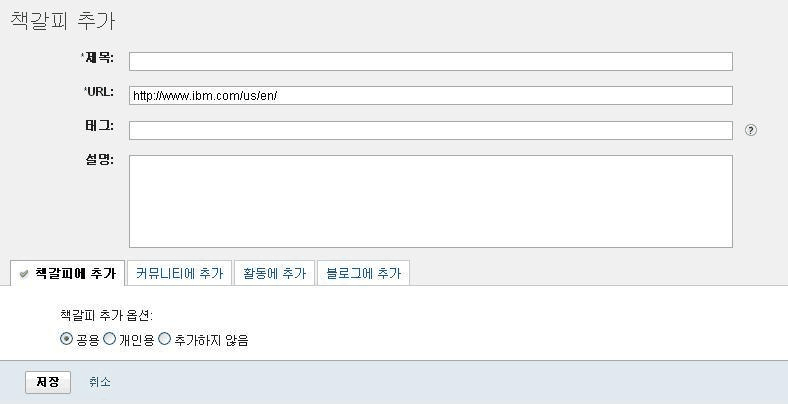 책갈피 추가
*제목:
*URL: http://www.ibm.com/us/en/
태그: ?
설명:
책갈피에 추가 커뮤니티에 추가 활동에 추가 블로그에 추가
책갈피 추가 옵션:
공용 개인용 추가하지 않음
저장 취소